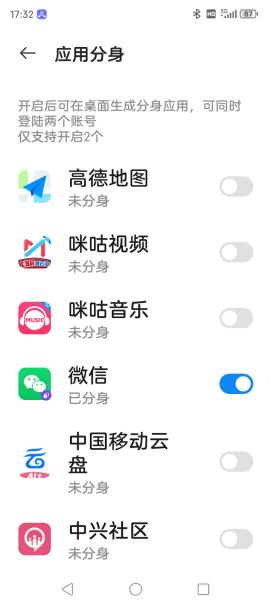 17:32
HD 5G 87
应用分身
开启后可在桌面生成分身应用，可同时
登陆两个账号
仅支持开启2个
高德地图
未分身
咪咕视频
未分身
MUSIC
咪咕音乐
未分身
微信
已分身
中国移动云
盘
AI+
未分身
中兴社区
未分身